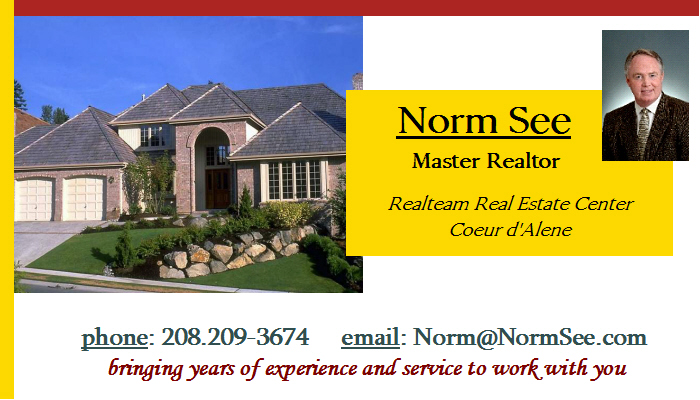 Norm See
Master Realtor
Realteam Real Estate Center
Coeur d'Alene
phone: 208.209-3674 email: Norm@NormSee.com
bringing years of experience and service to work with you